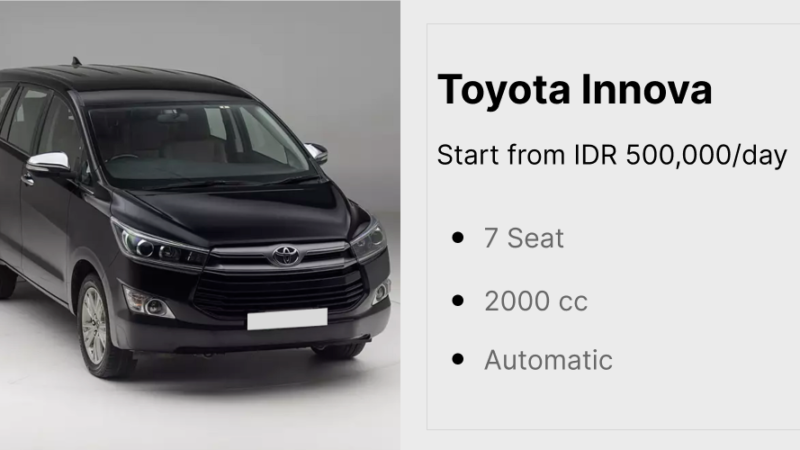 Toyota Innova
Start from IDR 500,000/day
7 Seat
2000 cc
Automatic